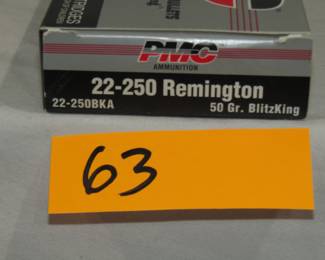 PMC
AMMUNITION
22-250 Remington
22-250BKA
50 Gr. BlitzKing
63